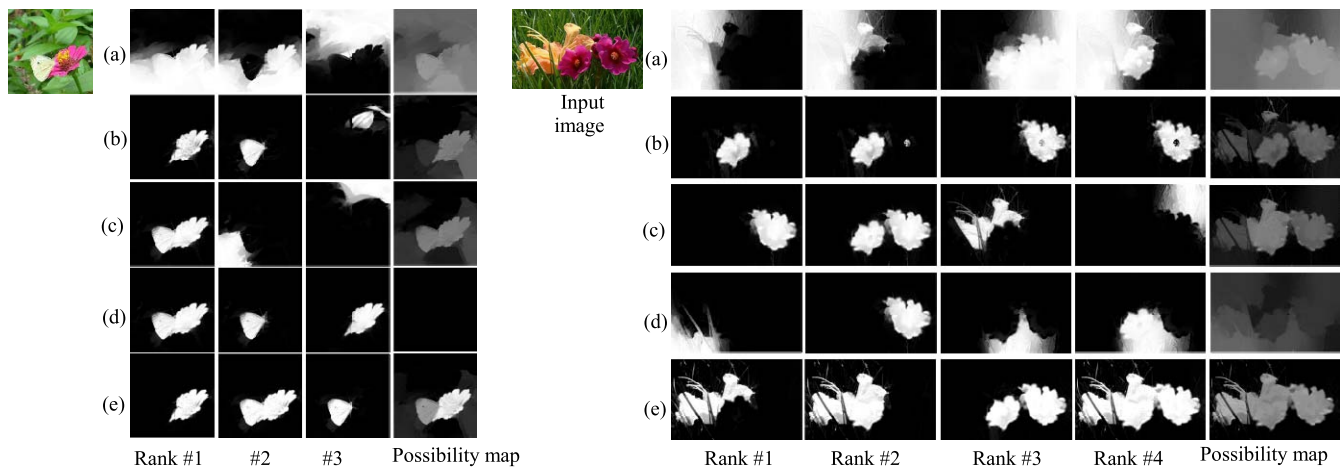 (a)
(b)
(c)
(d)
(e)
Rank #1 #2 #3 Possibility map
Input
image
(a)
(b)
(c)
(d)
(e)
Rank #1 Rank #2 Rank #3 Rank #4 Possibility map